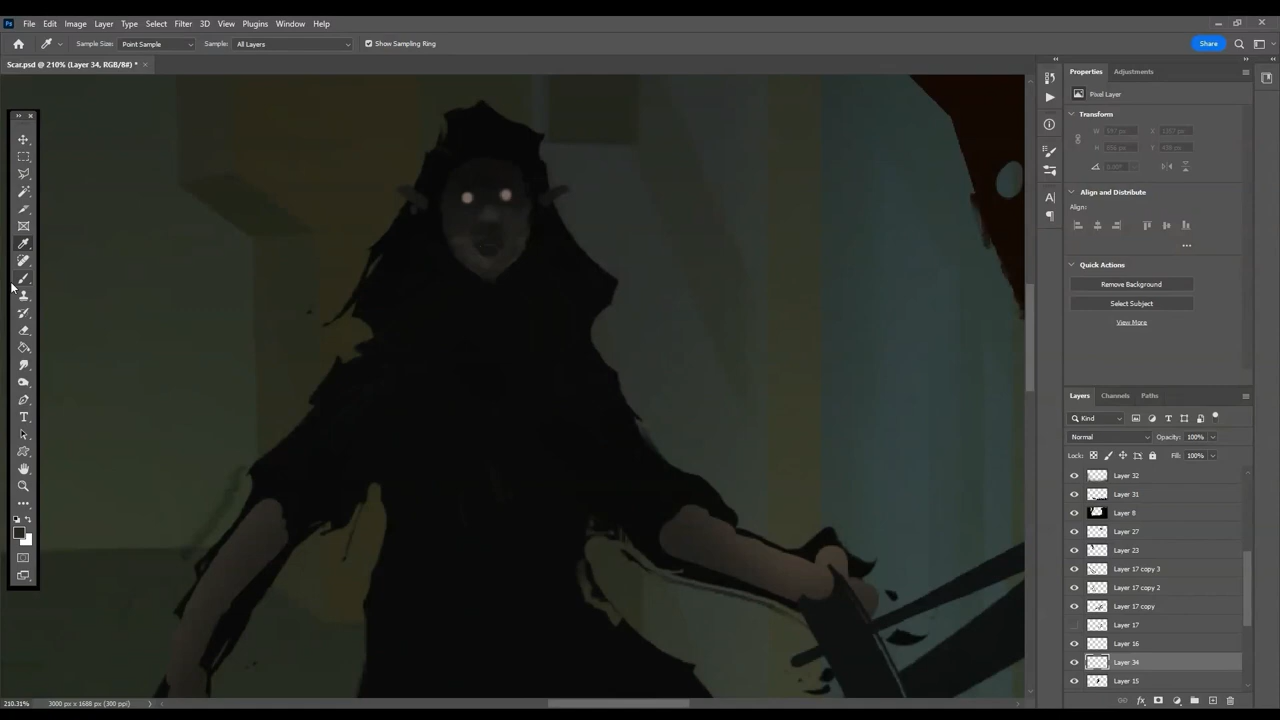 Ps File Edit Image Layer Type Select Filter 3D View Plugins Window Help
Sample Size: Point Sample Sample: All Layers Show Sampling Ring Share
Scar.psd @ 210% (Layer 34, RGB/8#) * ×
Properties Adjustments
Pixel Layer
Transform
Align and Distribute
Align:
Quick Actions
Remove Background
Select Subject
View More
Layers Channels Paths
Kind
Normal Opacity: 100%
Lock: Fill: 100%
Layer 32
Layer 31
Layer 8
Layer 27
Layer 23
Layer 17 copy 3
Layer 17 copy 2
Layer 17 copy
Layer 17
Layer 16
Layer 34
Layer 15
210.31% 3000 px x 1688 px (300 ppi)